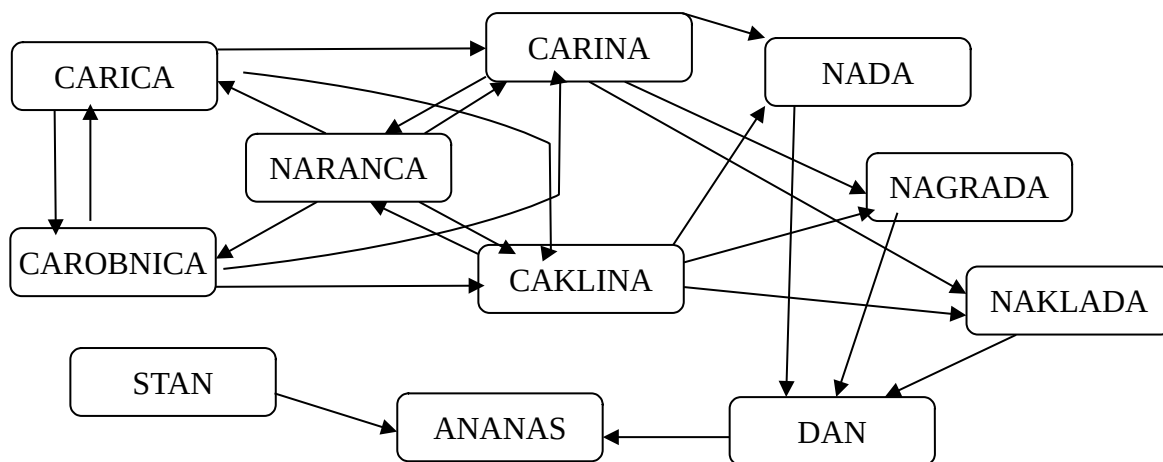 CARINA
CARICA
NADA
NARANCA
NAGRADA
CAROBNICA
CAKLINA
NAKLADA
STAN
ANANAS
DAN